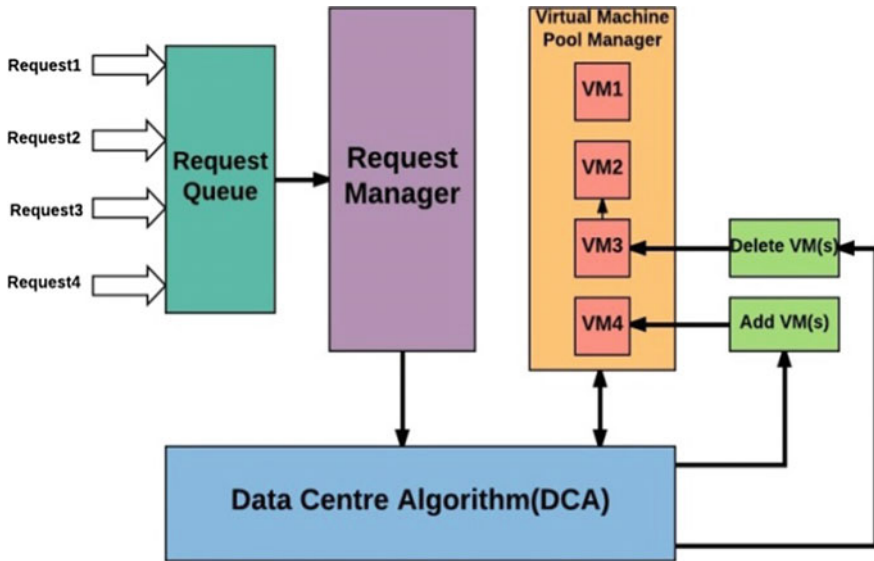 Request1
Request2
Request3
Request4
Request
Queue
Request
Manager
Virtual Machine
Pool Manager
VM1
VM2
VM3
VM4
Delete VM(s)
Add VM(s)
Data Centre Algorithm(DCA)